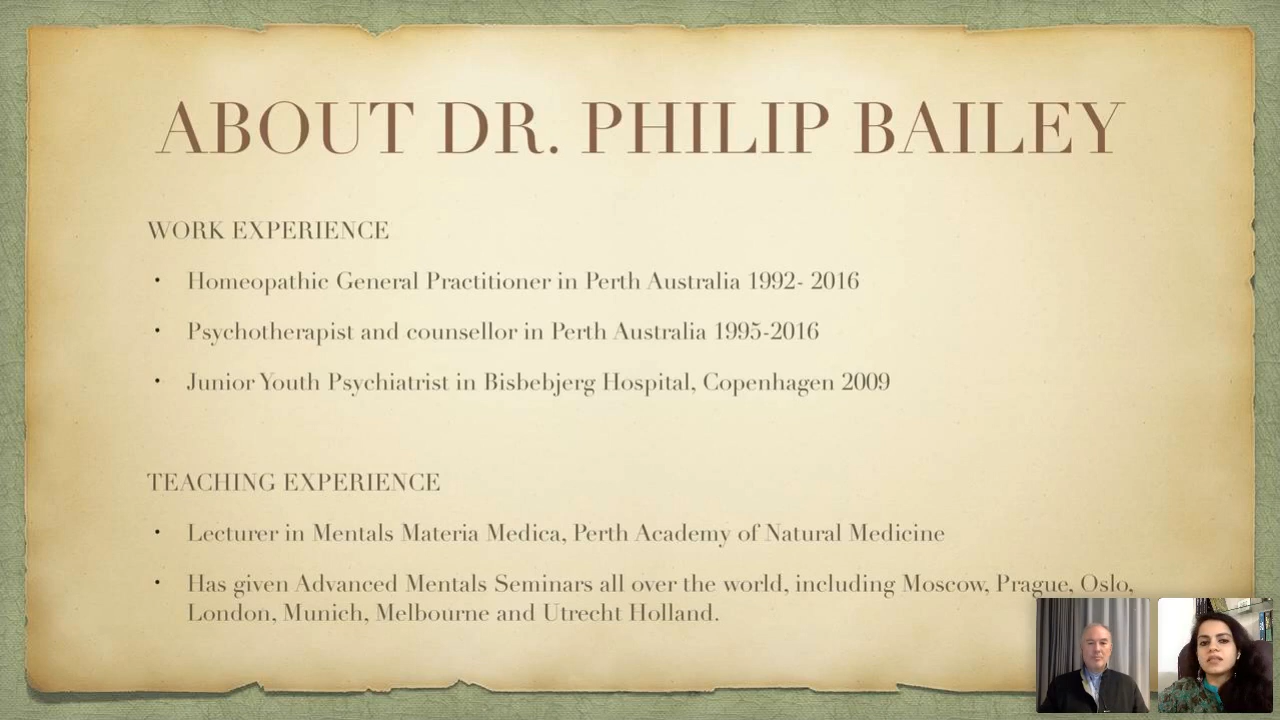 ABOUT DR. PHILIP BAILEY
WORK EXPERIENCE
• Homeopathic General Practitioner in Perth Australia 1992- 2016
• Psychotherapist and counsellor in Perth Australia 1995-2016
• Junior Youth Psychiatrist in Bisbebjerg Hospital, Copenhagen 2009
TEACHING EXPERIENCE
• Lecturer in Mentals Materia Medica, Perth Academy of Natural Medicine
• Has given Advanced Mentals Seminars all over the world, including Moscow, Prague, Oslo,
London, Munich, Melbourne and Utrecht Holland.